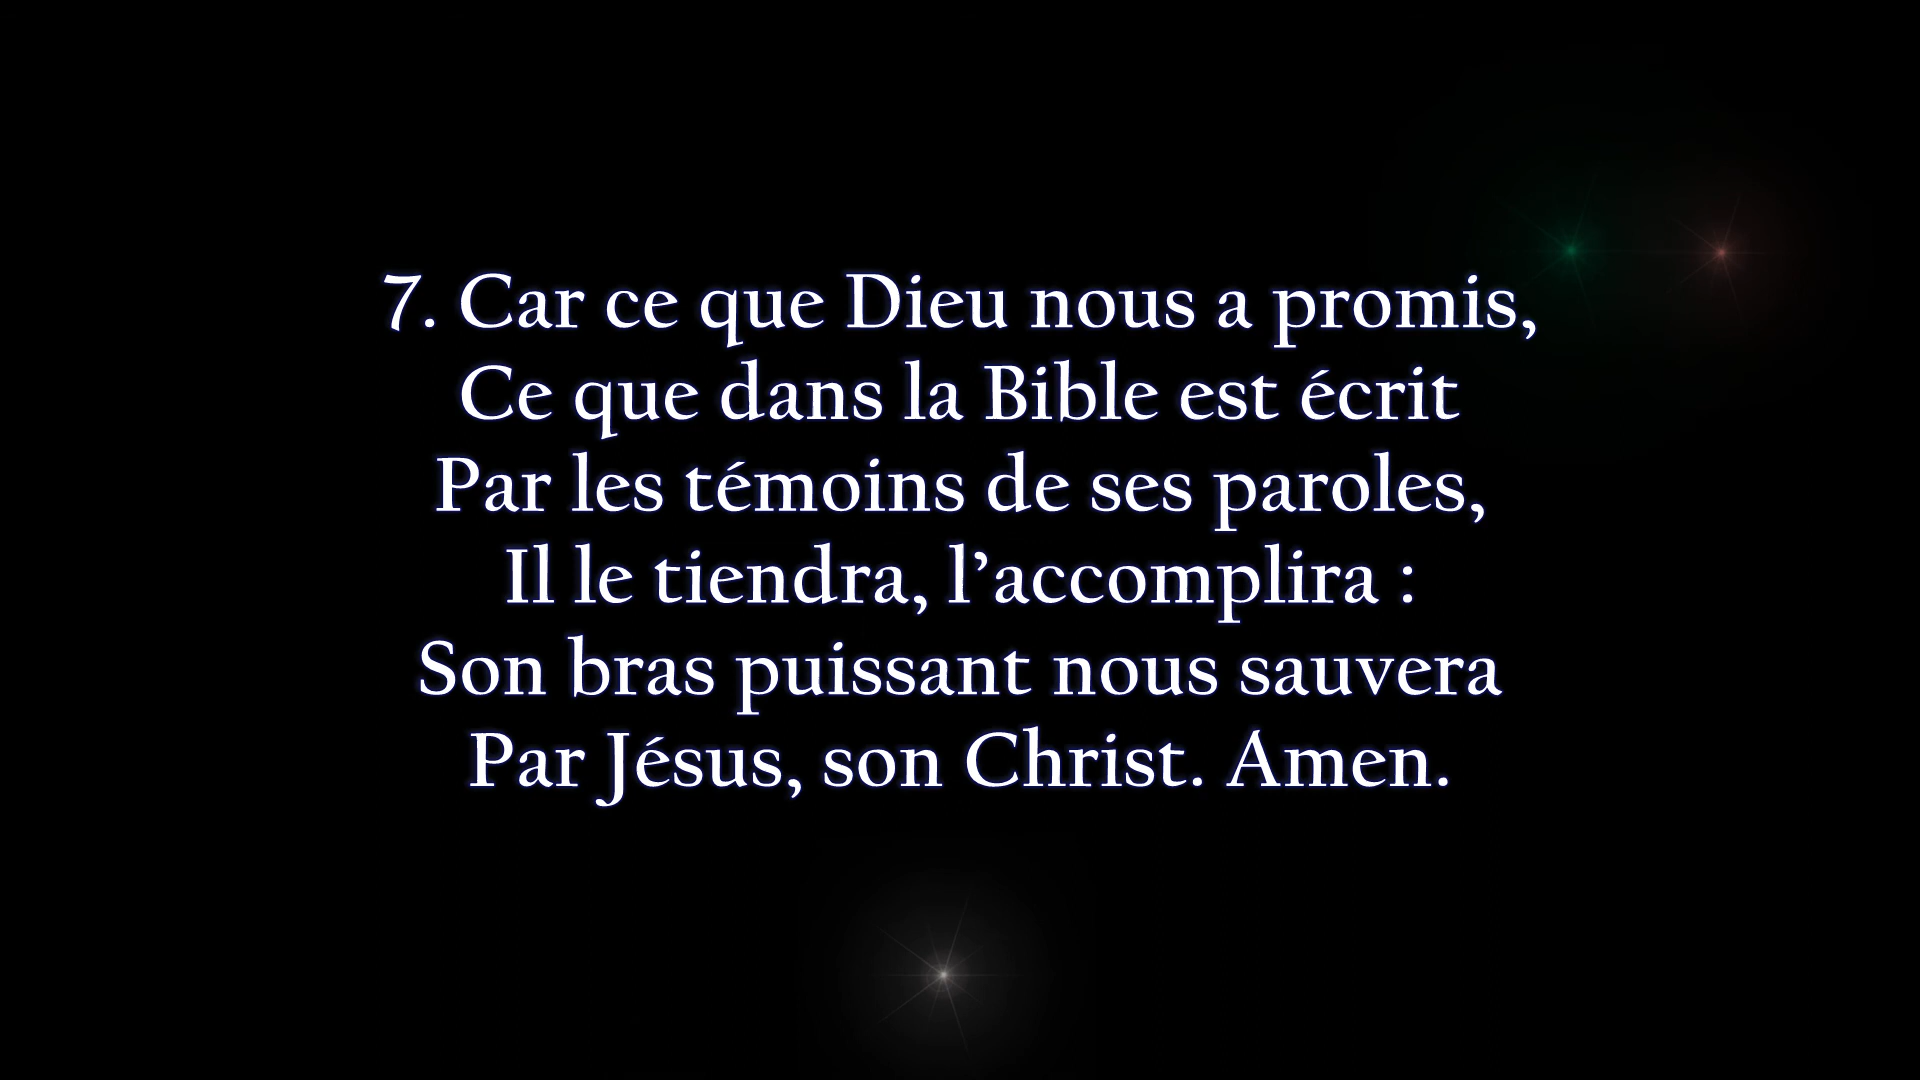 7. Car ce que Dieu nous a promis,
Ce que dans la Bible est écrit
Par les témoins de ses paroles,
Il le tiendra, l’accomplira :
Son bras puissant nous sauvera
Par Jésus, son Christ. Amen.